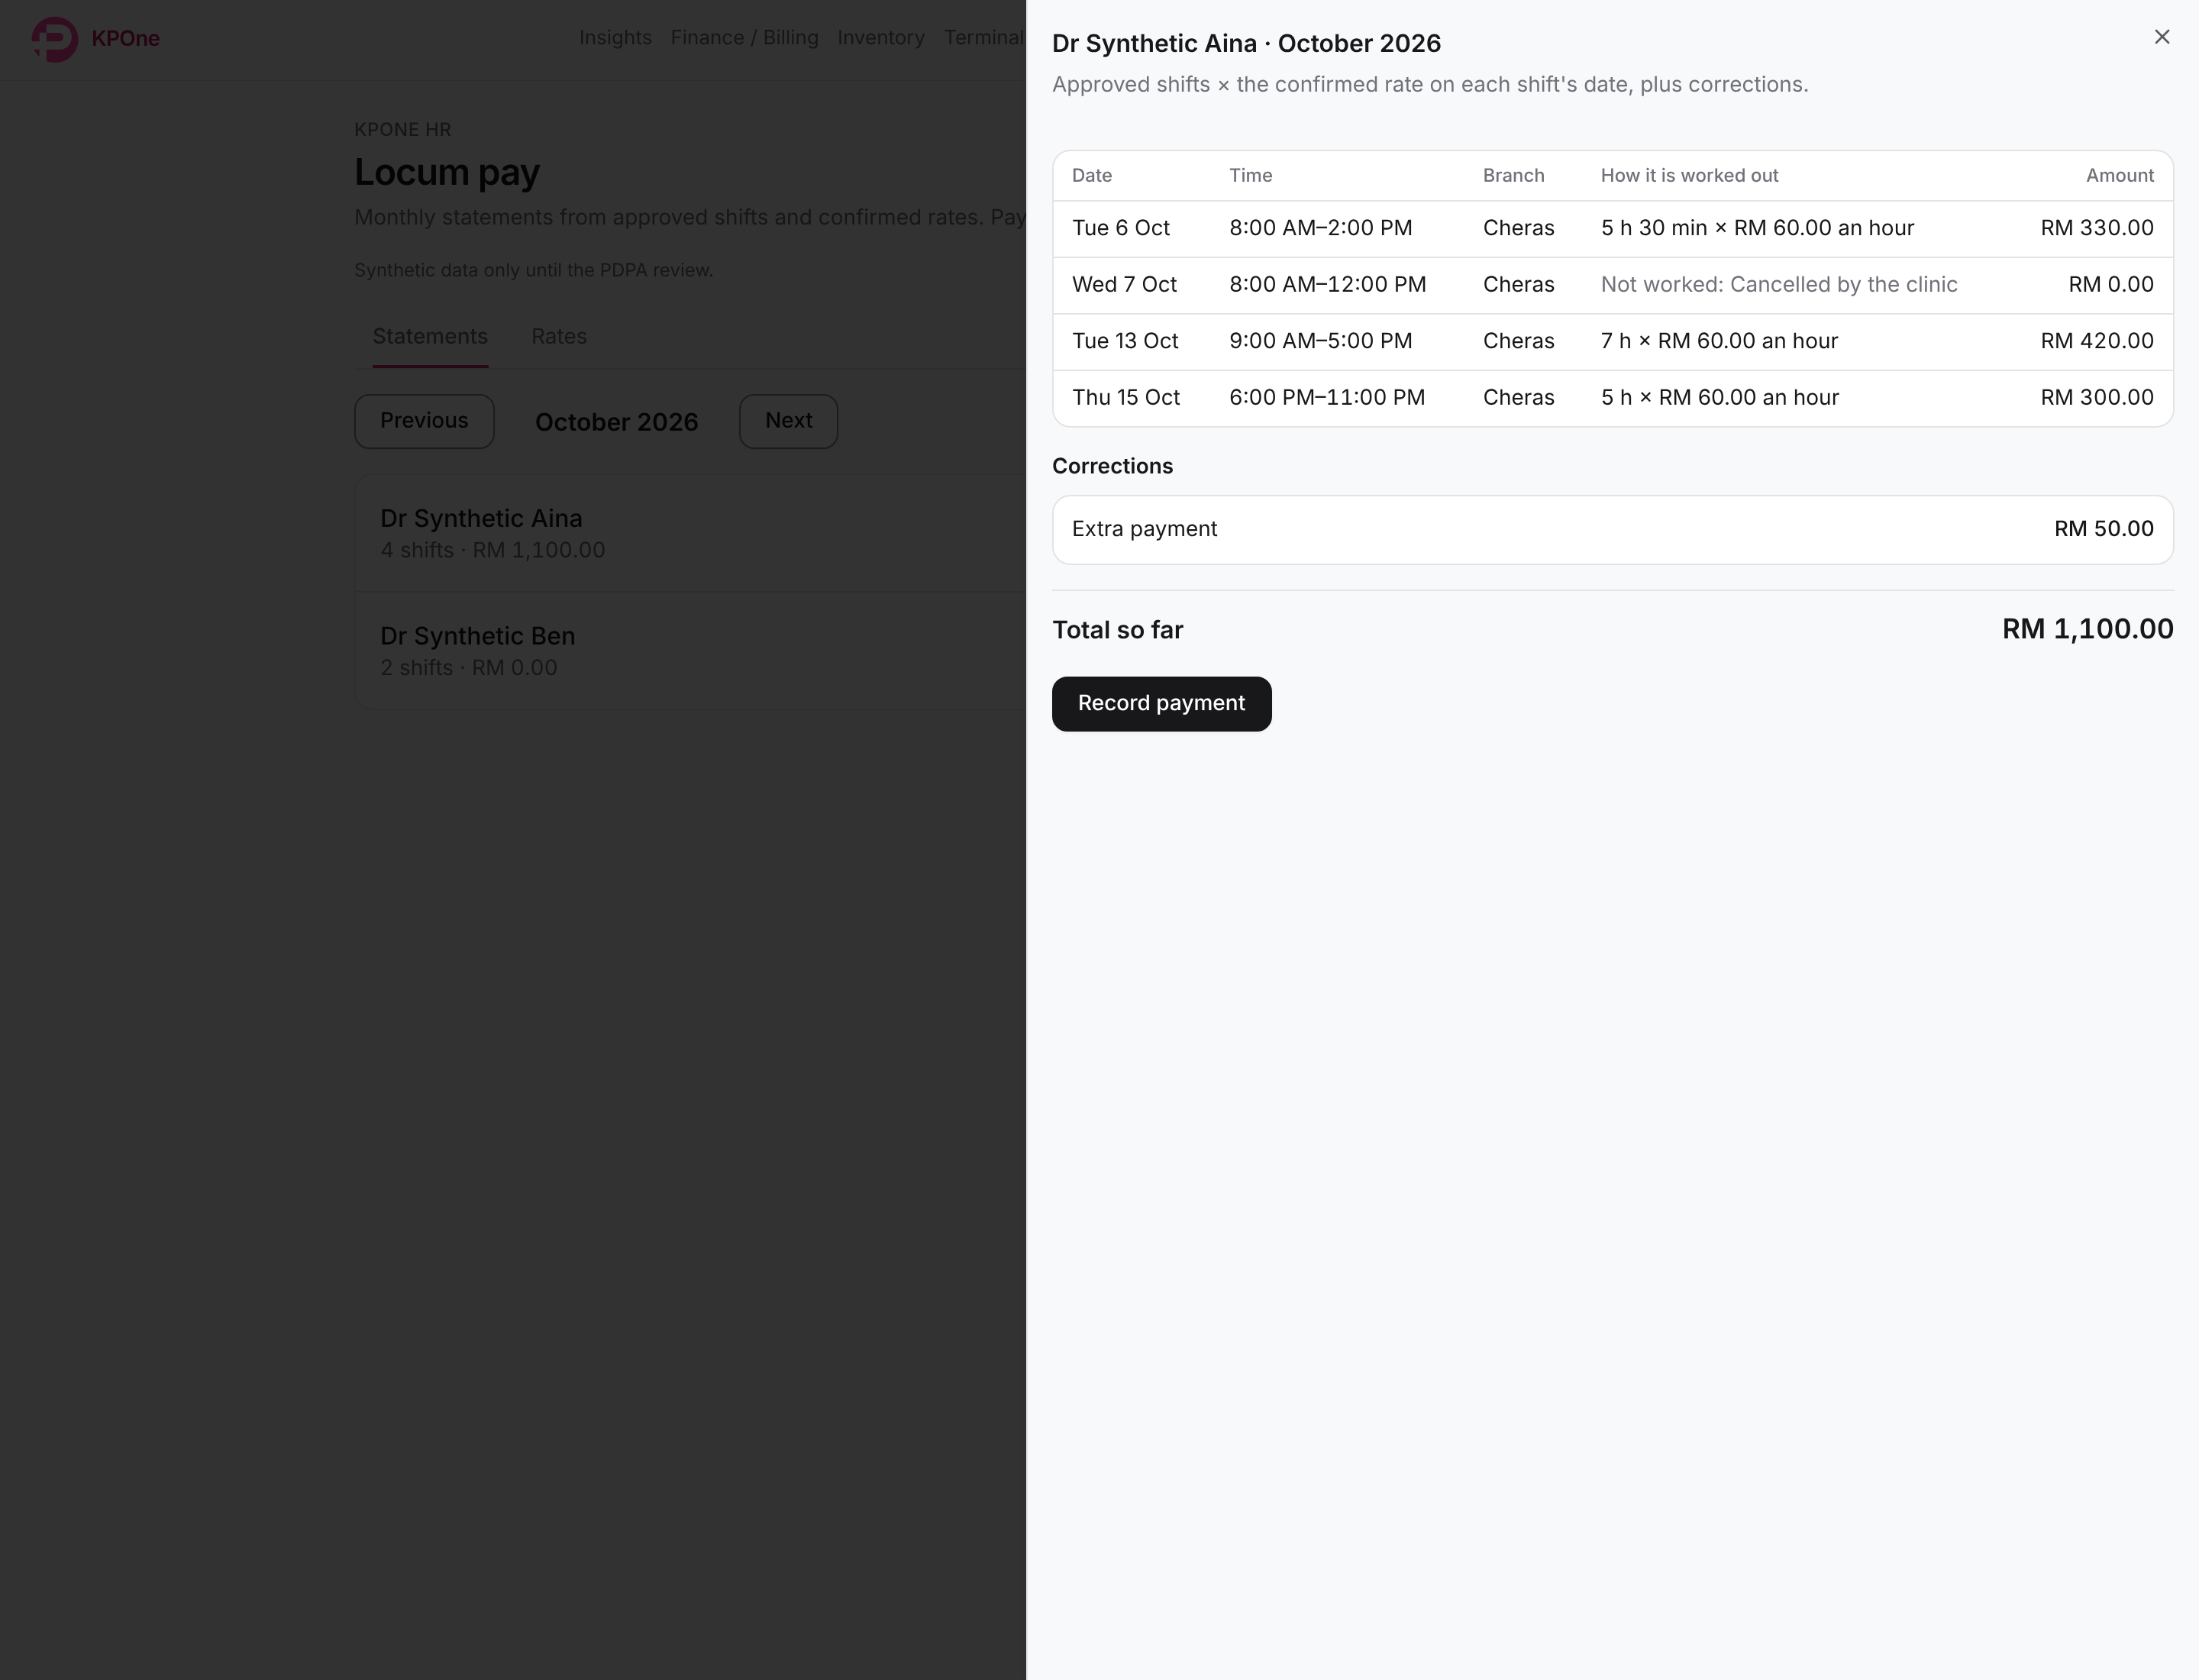 KPOne
Insights Finance / Billing Inventory Terminal
KPONE HR
Locum pay
Monthly statements from approved shifts and confirmed rates. Pay
Synthetic data only until the PDPA review.
Statements Rates
Previous October 2026 Next
Dr Synthetic Aina
4 shifts · RM 1,100.00
Dr Synthetic Ben
2 shifts · RM 0.00
Dr Synthetic Aina · October 2026
Approved shifts × the confirmed rate on each shift's date, plus corrections.
Date Time Branch How it is worked out Amount
Tue 6 Oct 8:00 AM–2:00 PM Cheras 5 h 30 min × RM 60.00 an hour RM 330.00
Wed 7 Oct 8:00 AM–12:00 PM Cheras Not worked: Cancelled by the clinic RM 0.00
Tue 13 Oct 9:00 AM–5:00 PM Cheras 7 h × RM 60.00 an hour RM 420.00
Thu 15 Oct 6:00 PM–11:00 PM Cheras 5 h × RM 60.00 an hour RM 300.00
Corrections
Extra payment RM 50.00
Total so far RM 1,100.00
Record payment